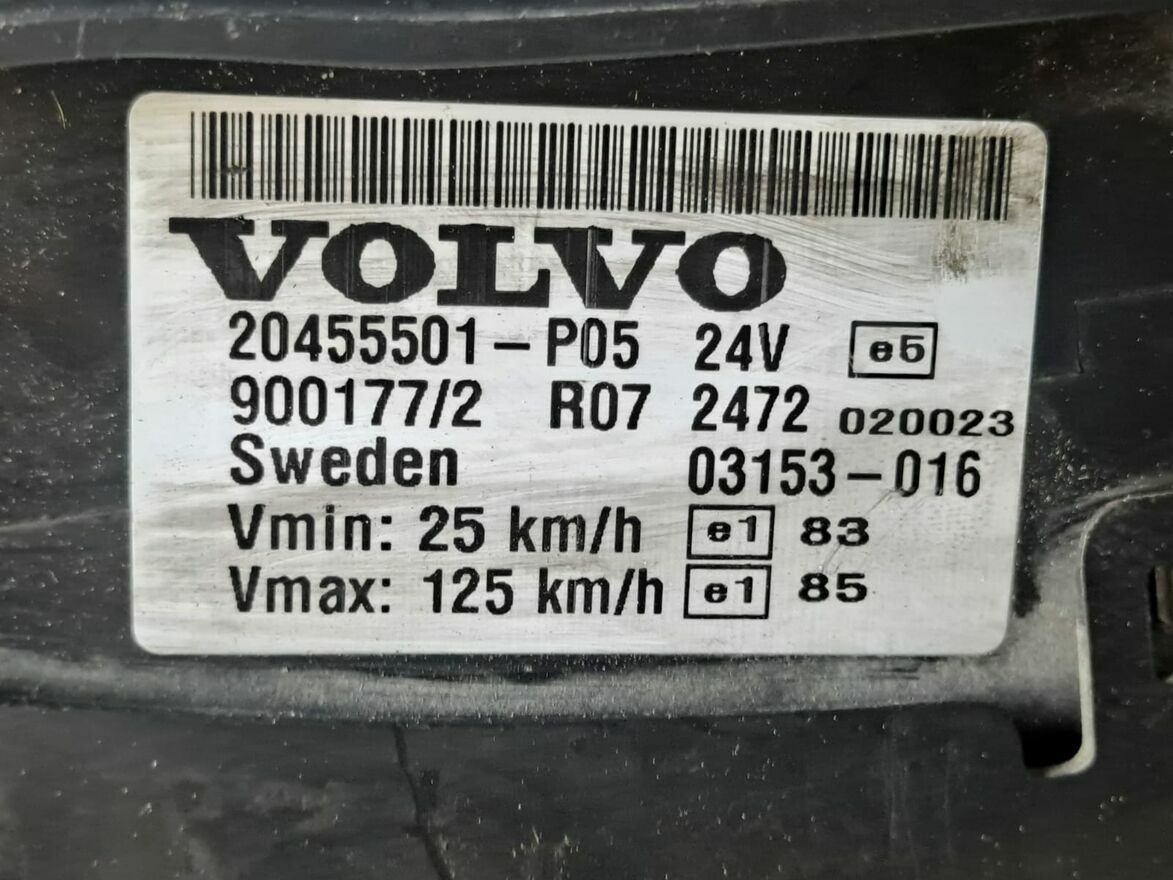 VOLVO
20455501-P05 24V e5
900177/2 R07 2472 020023
Sweden 03153-016
Vmin: 25 km/h e1 83
Vmax: 125 km/h e1 85